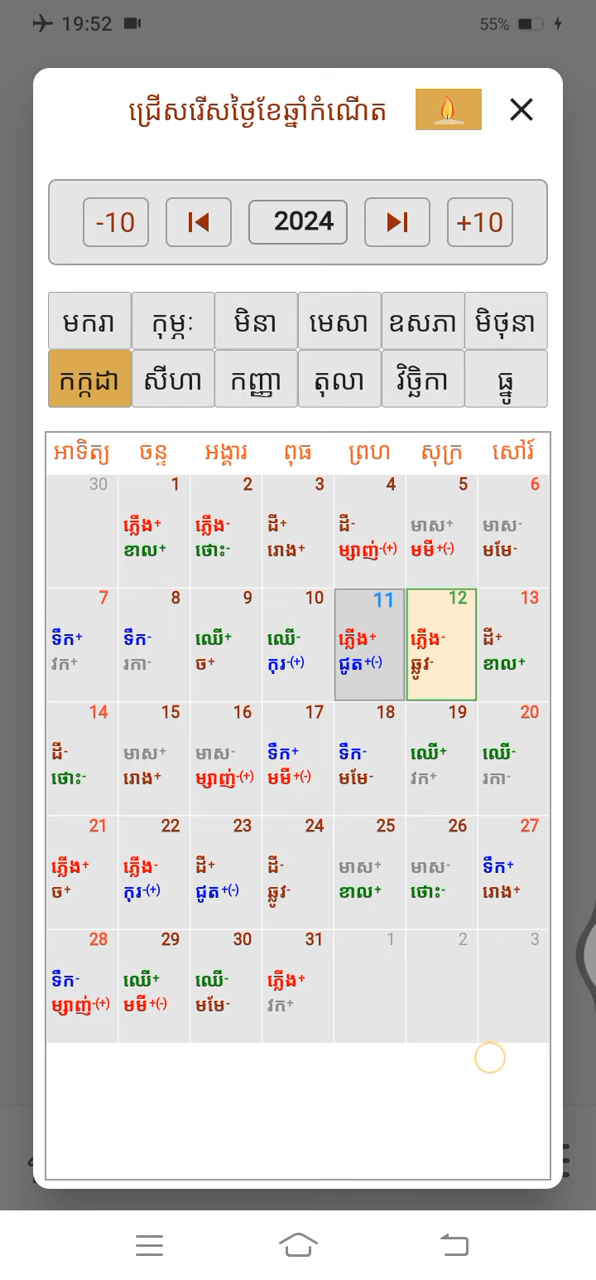 19:52 55%
ជ្រើសរើសថ្ងៃខែឆ្នាំកំណើត
-10 2024 +10
មករា កុម្ភៈ មិនា មេសា ឧសភា មិថុនា
កក្កដា សីហា កញ្ញា តុលា វិច្ឆិកា ធ្នូ
អាទិត្យ ចន្ទ អង្គារ ពុធ ព្រហ សុក្រ សៅរ៍
30 1 2 3 4 5 6
ភ្លើង+ ភ្លើង- ដី+ ដី- មាស+ មាស-
ខាល+ ថោះ- រោង+ ម្សាញ់-(+) មមី+(-) មមែ-
7 8 9 10 11 12 13
ទឹក+ ទឹក- ឈើ+ ឈើ- ភ្លើង+ ភ្លើង- ដី+
វក+ រកា- ច+ កុរ-(+) ជូត+(-) ឆ្លូវ- ខាល+
14 15 16 17 18 19 20
ដី- មាស+ មាស- ទឹក+ ទឹក- ឈើ+ ឈើ-
ថោះ- រោង+ ម្សាញ់-(+) មមី+(-) មមែ- វក+ រកា-
21 22 23 24 25 26 27
ភ្លើង+ ភ្លើង- ដី+ ដី- មាស+ មាស- ទឹក+
ច+ កុរ-(+) ជូត+(-) ឆ្លូវ- ខាល+ ថោះ- រោង+
28 29 30 31 1 2 3
ទឹក- ឈើ+ ឈើ- ភ្លើង+
ម្សាញ់-(+) មមី+(-) មមែ- វក+